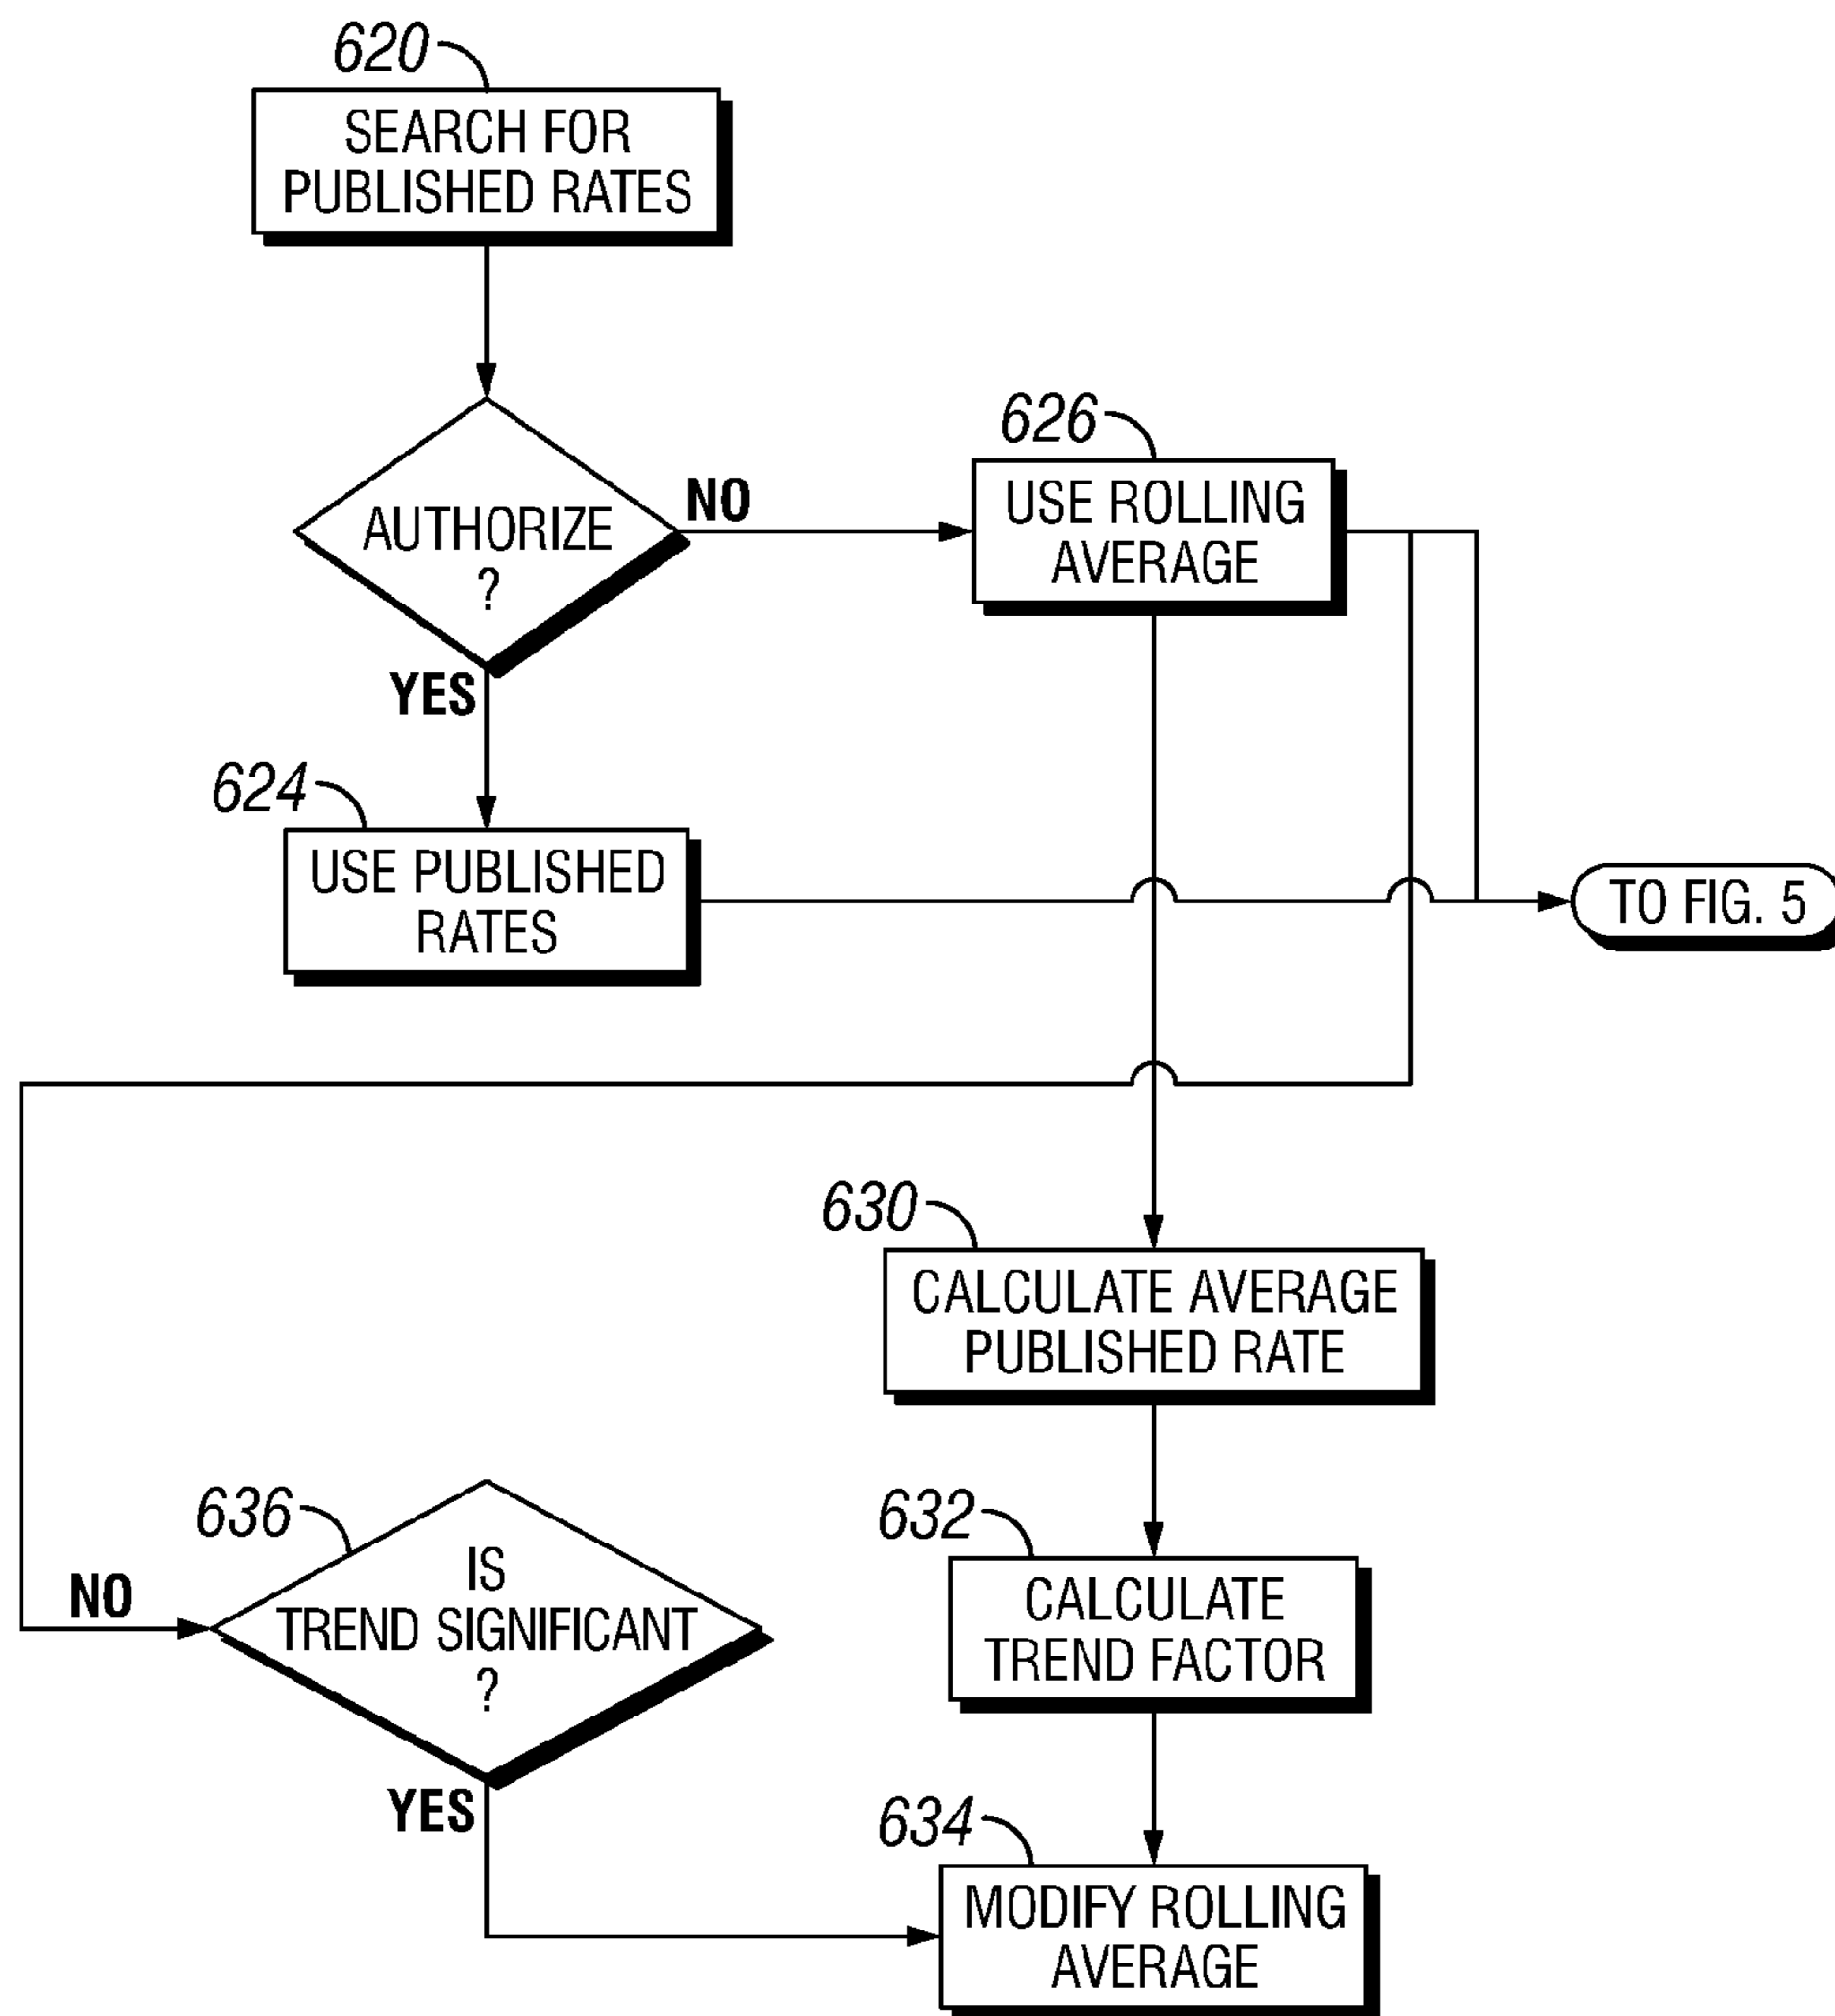 620
SEARCH FOR
PUBLISHED RATES
626
AUTHORIZE
?
NO
USE ROLLING
AVERAGE
YES
624
USE PUBLISHED
RATES
TO FIG. 5
630
CALCULATE AVERAGE
PUBLISHED RATE
636
IS
TREND SIGNIFICANT
?
NO
632
CALCULATE
TREND FACTOR
YES
634
MODIFY ROLLING
AVERAGE